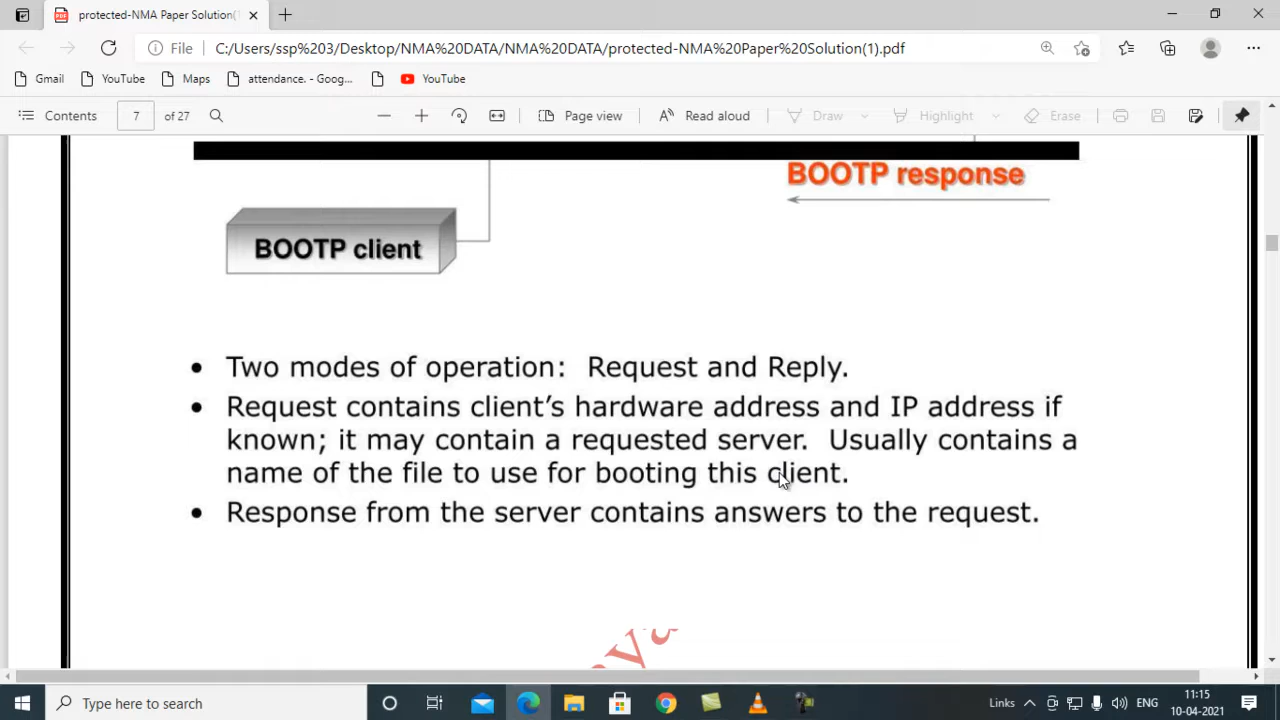 protected-NMA Paper Solution(1
File
C:/Users/ssp%203/Desktop/NMA%20DATA/NMA%20DATA/protected-NMA%20Paper%20Solution(1).pdf
Gmail
YouTube
Maps
attendance. - Goog...
YouTube
Contents
7
of 27
Page view
Read aloud
Draw
Highlight
Erase
BOOTP response
BOOTP client
• Two modes of operation: Request and Reply.
• Request contains client's hardware address and IP address if
known; it may contain a requested server. Usually contains a
name of the file to use for booting this client.
• Response from the server contains answers to the request.
Type here to search
Links
ENG
11:15
10-04-2021